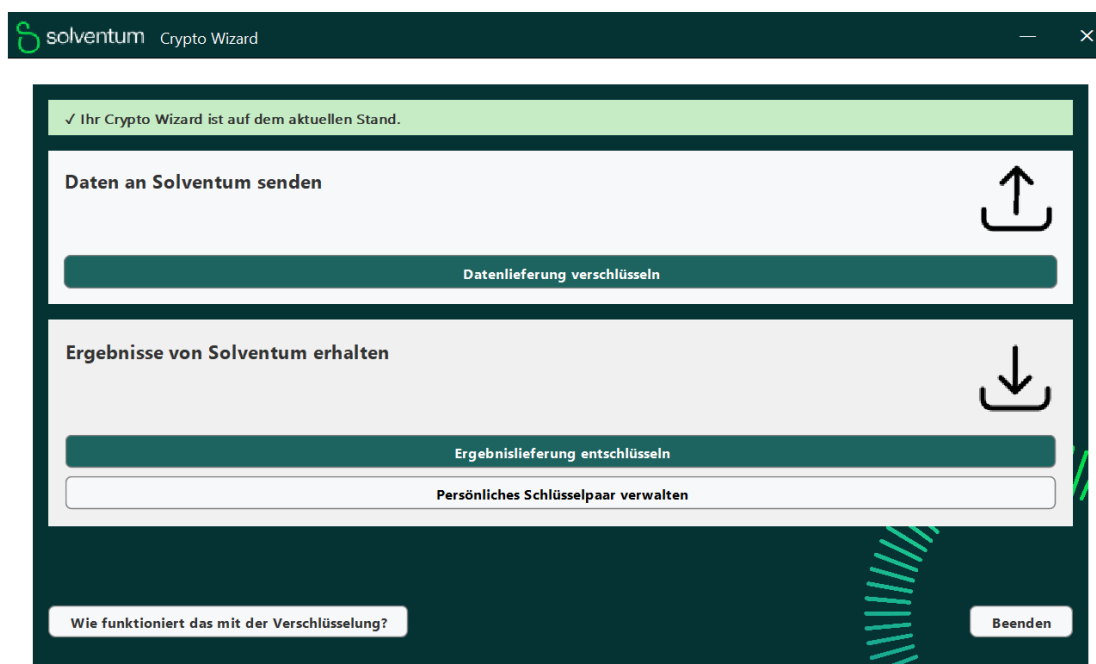 solventum Crypto Wizard
✓ Ihr Crypto Wizard ist auf dem aktuellen Stand.
Daten an Solventum senden
Datenlieferung verschlüsseln
Ergebnisse von Solventum erhalten
Ergebnislieferung entschlüsseln
Persönliches Schlüsselpaar verwalten
Wie funktioniert das mit der Verschlüsselung?
Beenden